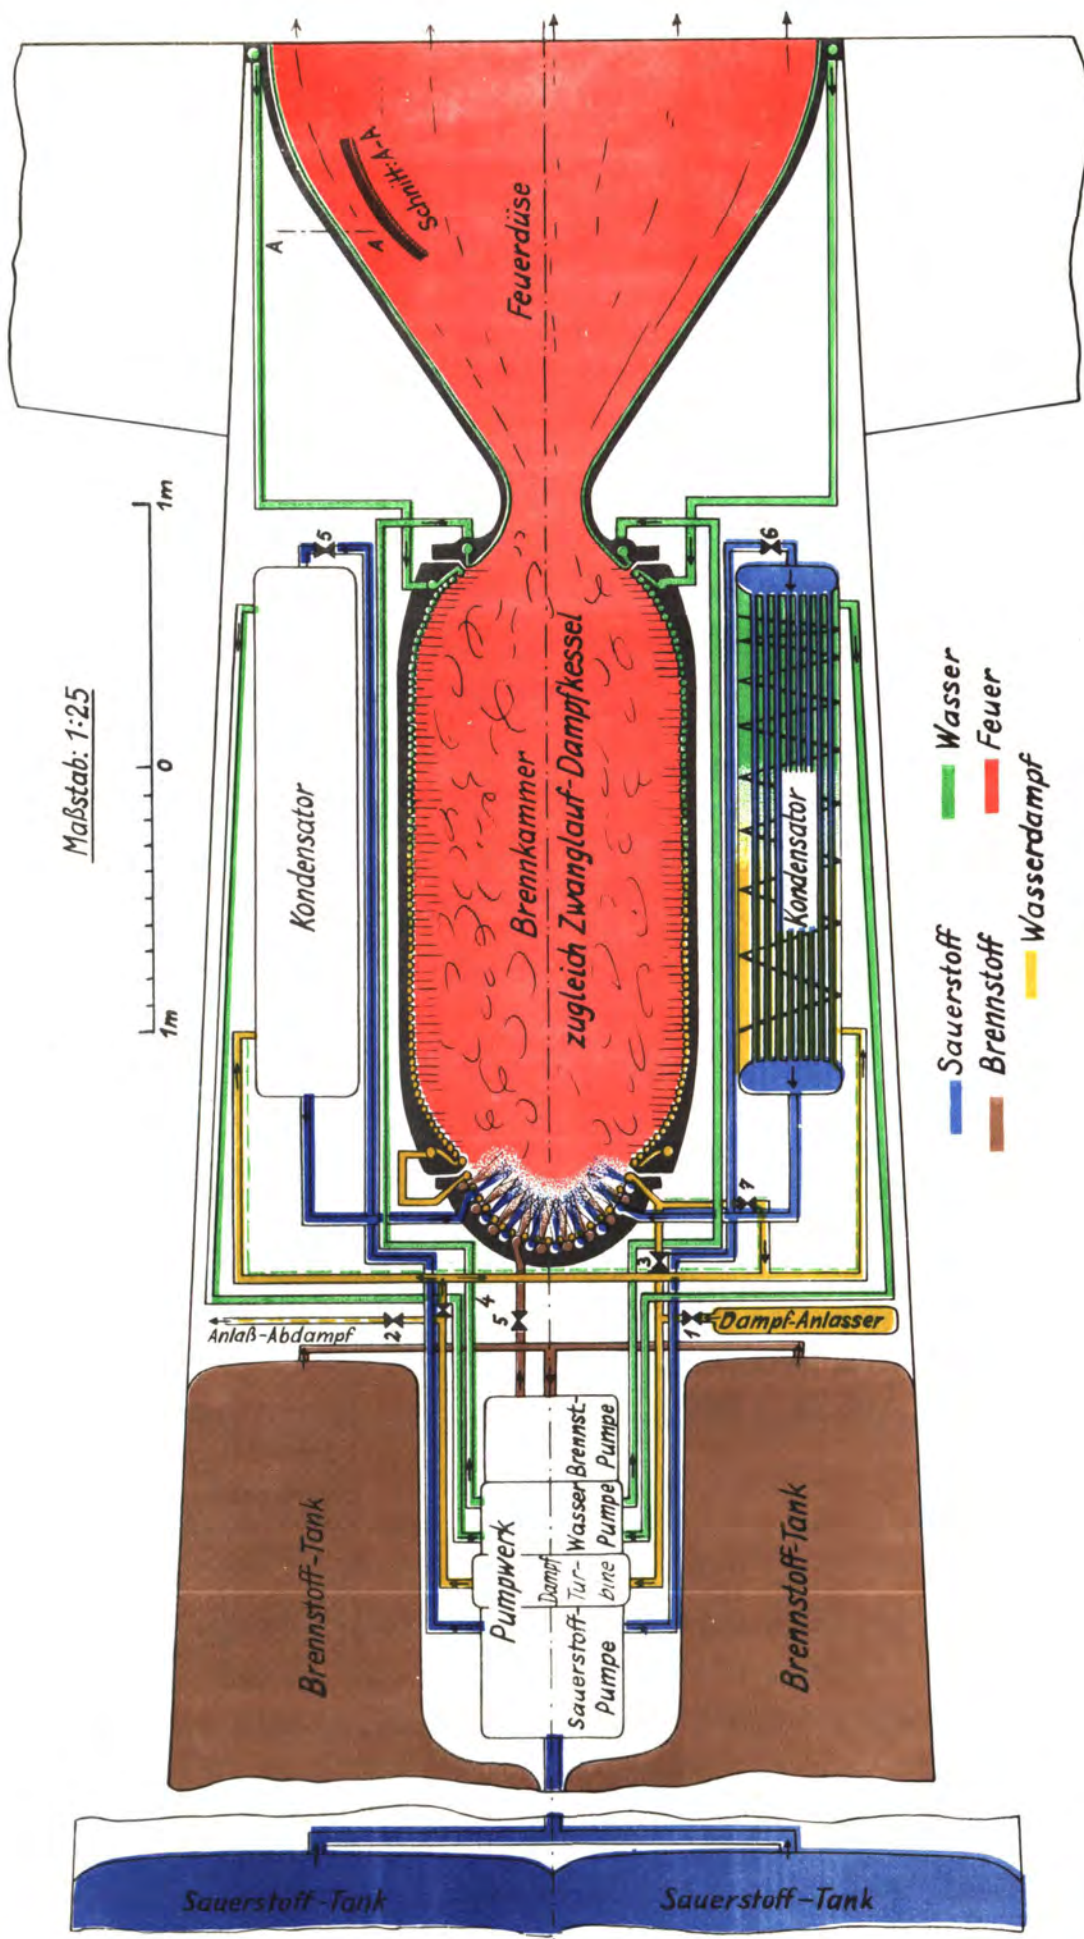 Maßstab: 1:25
1m
0
1m
Schnitt: A-A
A
A
Feuerdüse
Kondensator
5
6
Brennkammer
zugleich Zwanglauf-Dampfkessel
Kondensator
Sauerstoff
Wasser
Brennstoff
Feuer
Wasserdampf
Anlaß-Abdampf
2
4
5
3
7
1
Dampf-Anlasser
Brennstoff-Tank
Pumpwerk
Sauerstoff-
Pumpe
Dampf
Tur-
bine
Wasser
Pumpe
Brennst.-
Pumpe
Brennstoff-Tank
Sauerstoff-Tank
Sauerstoff-Tank